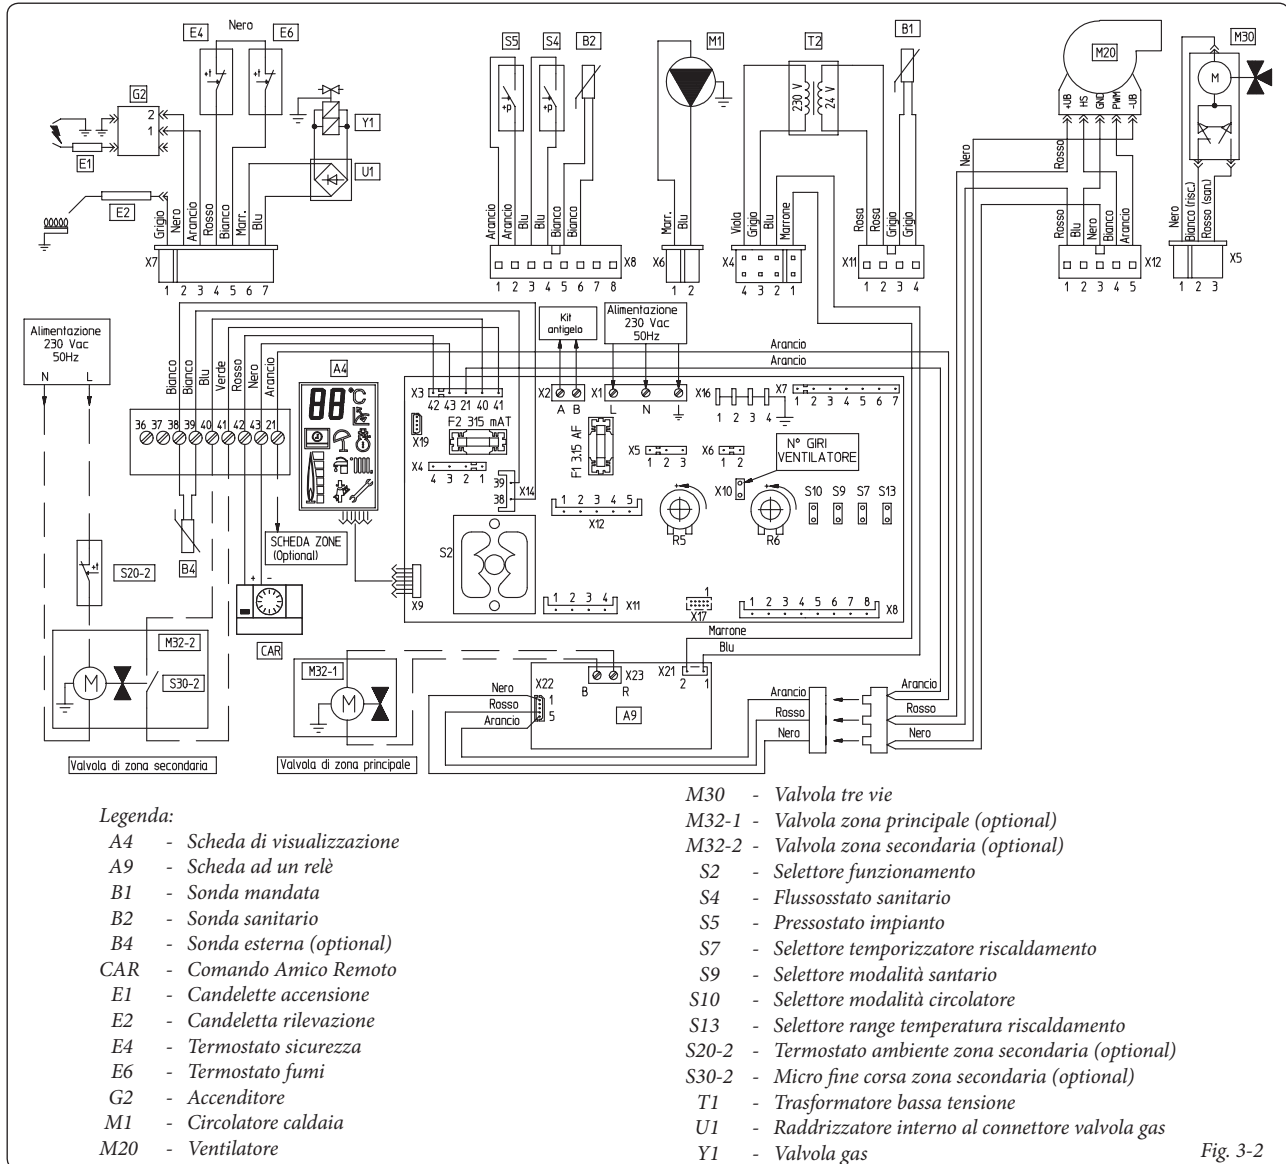 E4 Nero E6
S5 S4 B2 M1 T2 B1 M20 M30
G2 2 1
+t +t
+p +p
230 V 24 V
M
+UB HS GND PWM -UB
Y1
U1
E1
E2
Grigio Nero Arancio Rosso Bianco Marr. Blu
Arancio Arancio Blu Blu Bianco Bianco
Marr. Blu
Viola Grigio Blu Marrone
Rosa Rosa Grigio Grigio
Nero Rosso
Rosso Blu Nero Bianco Arancio
Nero Bianco (risc.) Rosso (san.)
X7 X8 X6 X4 X11 X12 X5
1 2 3 4 5 6 7
1 2 3 4 5 6 7 8
1 2
4 3 2 1
1 2 3 4
1 2 3 4 5
1 2 3
Alimentazione
230 Vac
50Hz
N L
Bianco Bianco Blu Verde Rosso Nero Arancio
36 37 38 39 40 41 42 43 21
A4
88°C
Kit
antigelo
Alimentazione
230 Vac
50Hz
Arancio
Arancio
X3
42 43 21 40 41
X2 A B
X1 L N
X16 1 2 3 4
X7 1 2 3 4 5 6 7
X19
F2 315 mAT
F1 3.15 AF
X4 4 3 2 1
39
38
X14
X5 1 2 3
X6 1 2
N° GIRI
VENTILATORE
X10
S10 S9 S7 S13
1 2 3 4 5
X12
+ R5
+ R6
S2
SCHEDA ZONE
(Optional)
X9
1 2 3 4 X11
1 X17
1 2 3 4 5 6 7 8 X8
+t S20-2
B4
+ -
CAR
M32-2
M
S30-2
M32-1
M
Marrone
Blu
X23 B R
X21 2 1
X22 1 5
A9
Nero
Rosso
Arancio
Arancio
Rosso
Nero
Arancio
Rosso
Nero
Valvola di zona secondaria
Valvola di zona principale
Legenda:
A4 - Scheda di visualizzazione
A9 - Scheda ad un relè
B1 - Sonda mandata
B2 - Sonda sanitario
B4 - Sonda esterna (optional)
CAR - Comando Amico Remoto
E1 - Candelette accensione
E2 - Candeletta rilevazione
E4 - Termostato sicurezza
E6 - Termostato fumi
G2 - Accenditore
M1 - Circolatore caldaia
M20 - Ventilatore
M30 - Valvola tre vie
M32-1 - Valvola zona principale (optional)
M32-2 - Valvola zona secondaria (optional)
S2 - Selettore funzionamento
S4 - Flussosstato sanitario
S5 - Pressostato impianto
S7 - Selettore temporizzatore riscaldamento
S9 - Selettore modalità santario
S10 - Selettore modalità circolatore
S13 - Selettore range temperatura riscaldamento
S20-2 - Termostato ambiente zona secondaria (optional)
S30-2 - Micro fine corsa zona secondaria (optional)
T1 - Trasformatore bassa tensione
U1 - Raddrizzatore interno al connettore valvola gas
Y1 - Valvola gas
Fig. 3-2